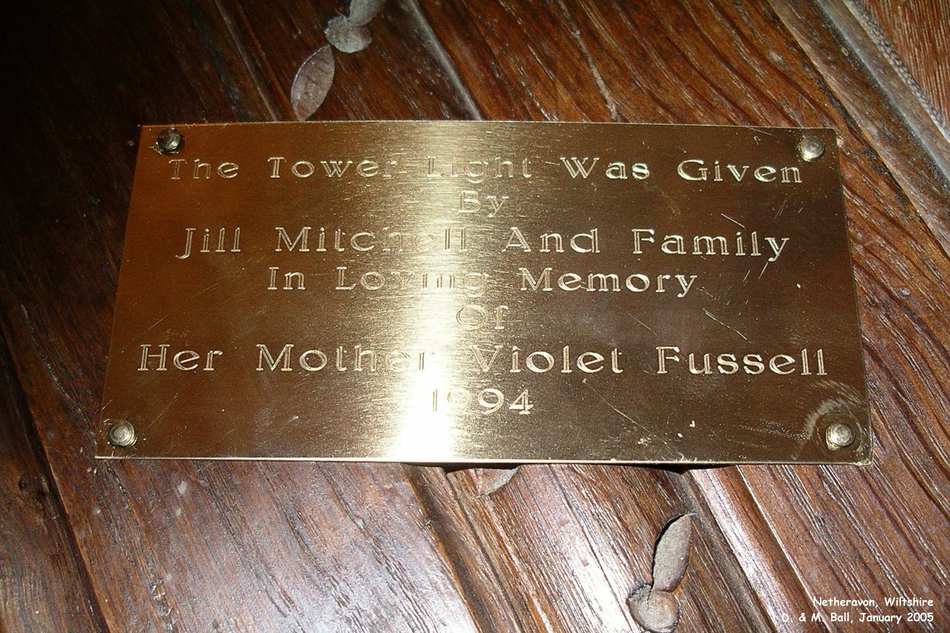 The Tower Light Was Given
By
Jill Mitchell And Family
In Loving Memory
Of
Her Mother Violet Fussell
1994
Netheravon, Wiltshire
D. & M. Ball, January 2005